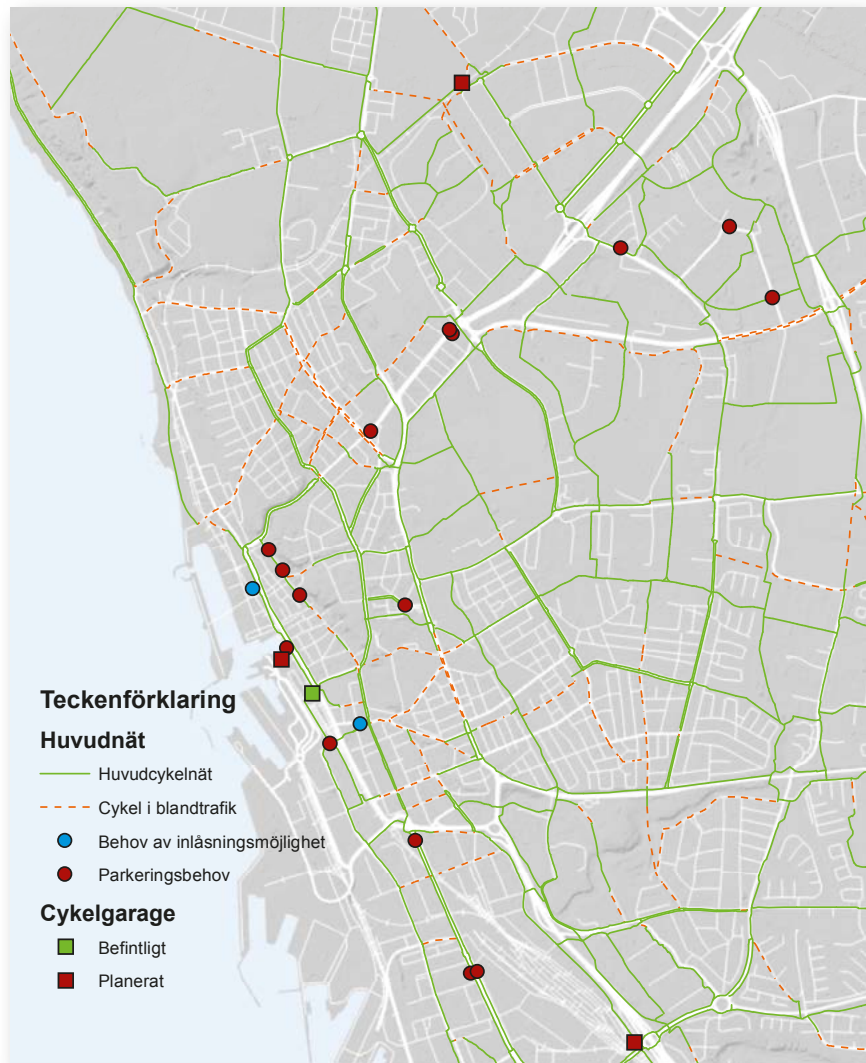 Teckenförklaring
Huvudnät
Huvudcykelnät
Cykel i blandtrafik
Behov av inlåsningsmöjlighet
Parkeringsbehov
Cykelgarage
Befintligt
Planerat